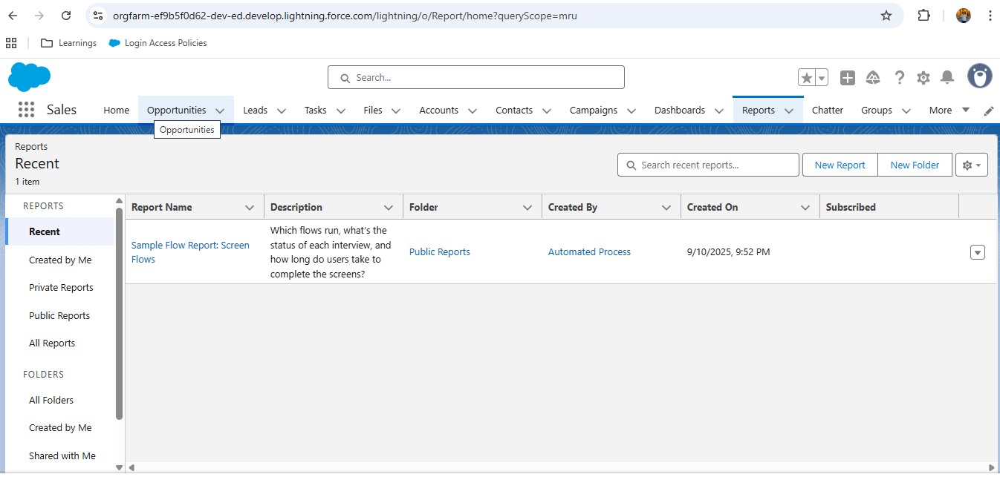 orgfarm-ef9b5f0d62-dev-ed.develop.lightning.force.com/lightning/o/Report/home?queryScope=mru
Learnings
Login Access Policies
Search...
Sales
Home
Opportunities
Leads
Tasks
Files
Accounts
Contacts
Campaigns
Dashboards
Reports
Chatter
Groups
More
Opportunities
Reports
Recent
1 item
Search recent reports...
New Report
New Folder
REPORTS
Recent
Created by Me
Private Reports
Public Reports
All Reports
FOLDERS
All Folders
Created by Me
Shared with Me
Report Name
Description
Folder
Created By
Created On
Subscribed
Sample Flow Report: Screen
Flows
Which flows run, what's the
status of each interview, and
how long do users take to
complete the screens?
Public Reports
Automated Process
9/10/2025, 9:52 PM